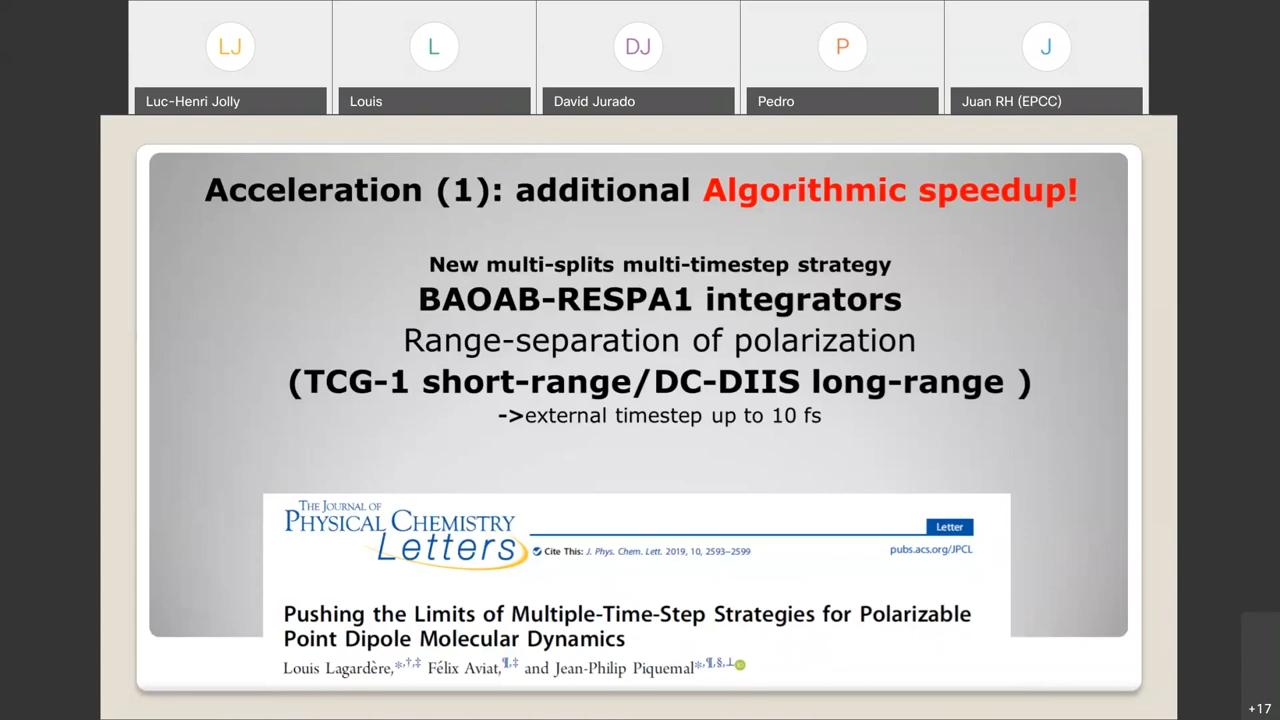 LJ
L
DJ
P
J
Luc-Henri Jolly
Louis
David Jurado
Pedro
Juan RH (EPCC)
Acceleration (1): additional Algorithmic speedup!
New multi-splits multi-timestep strategy
BAOAB-RESPA1 integrators
Range-separation of polarization
(TCG-1 short-range/DC-DIIS long-range )
->external timestep up to 10 fs
THE JOURNAL OF
PHYSICAL CHEMISTRY
Letters
Letter
Cite This: J. Phys. Chem. Lett. 2019, 10, 2593−2599
pubs.acs.org/JPCL
Pushing the Limits of Multiple-Time-Step Strategies for Polarizable
Point Dipole Molecular Dynamics
Louis Lagardère,*,†,‡ Félix Aviat,¶,‡ and Jean-Philip Piquemal*,¶,§,⊥
+17